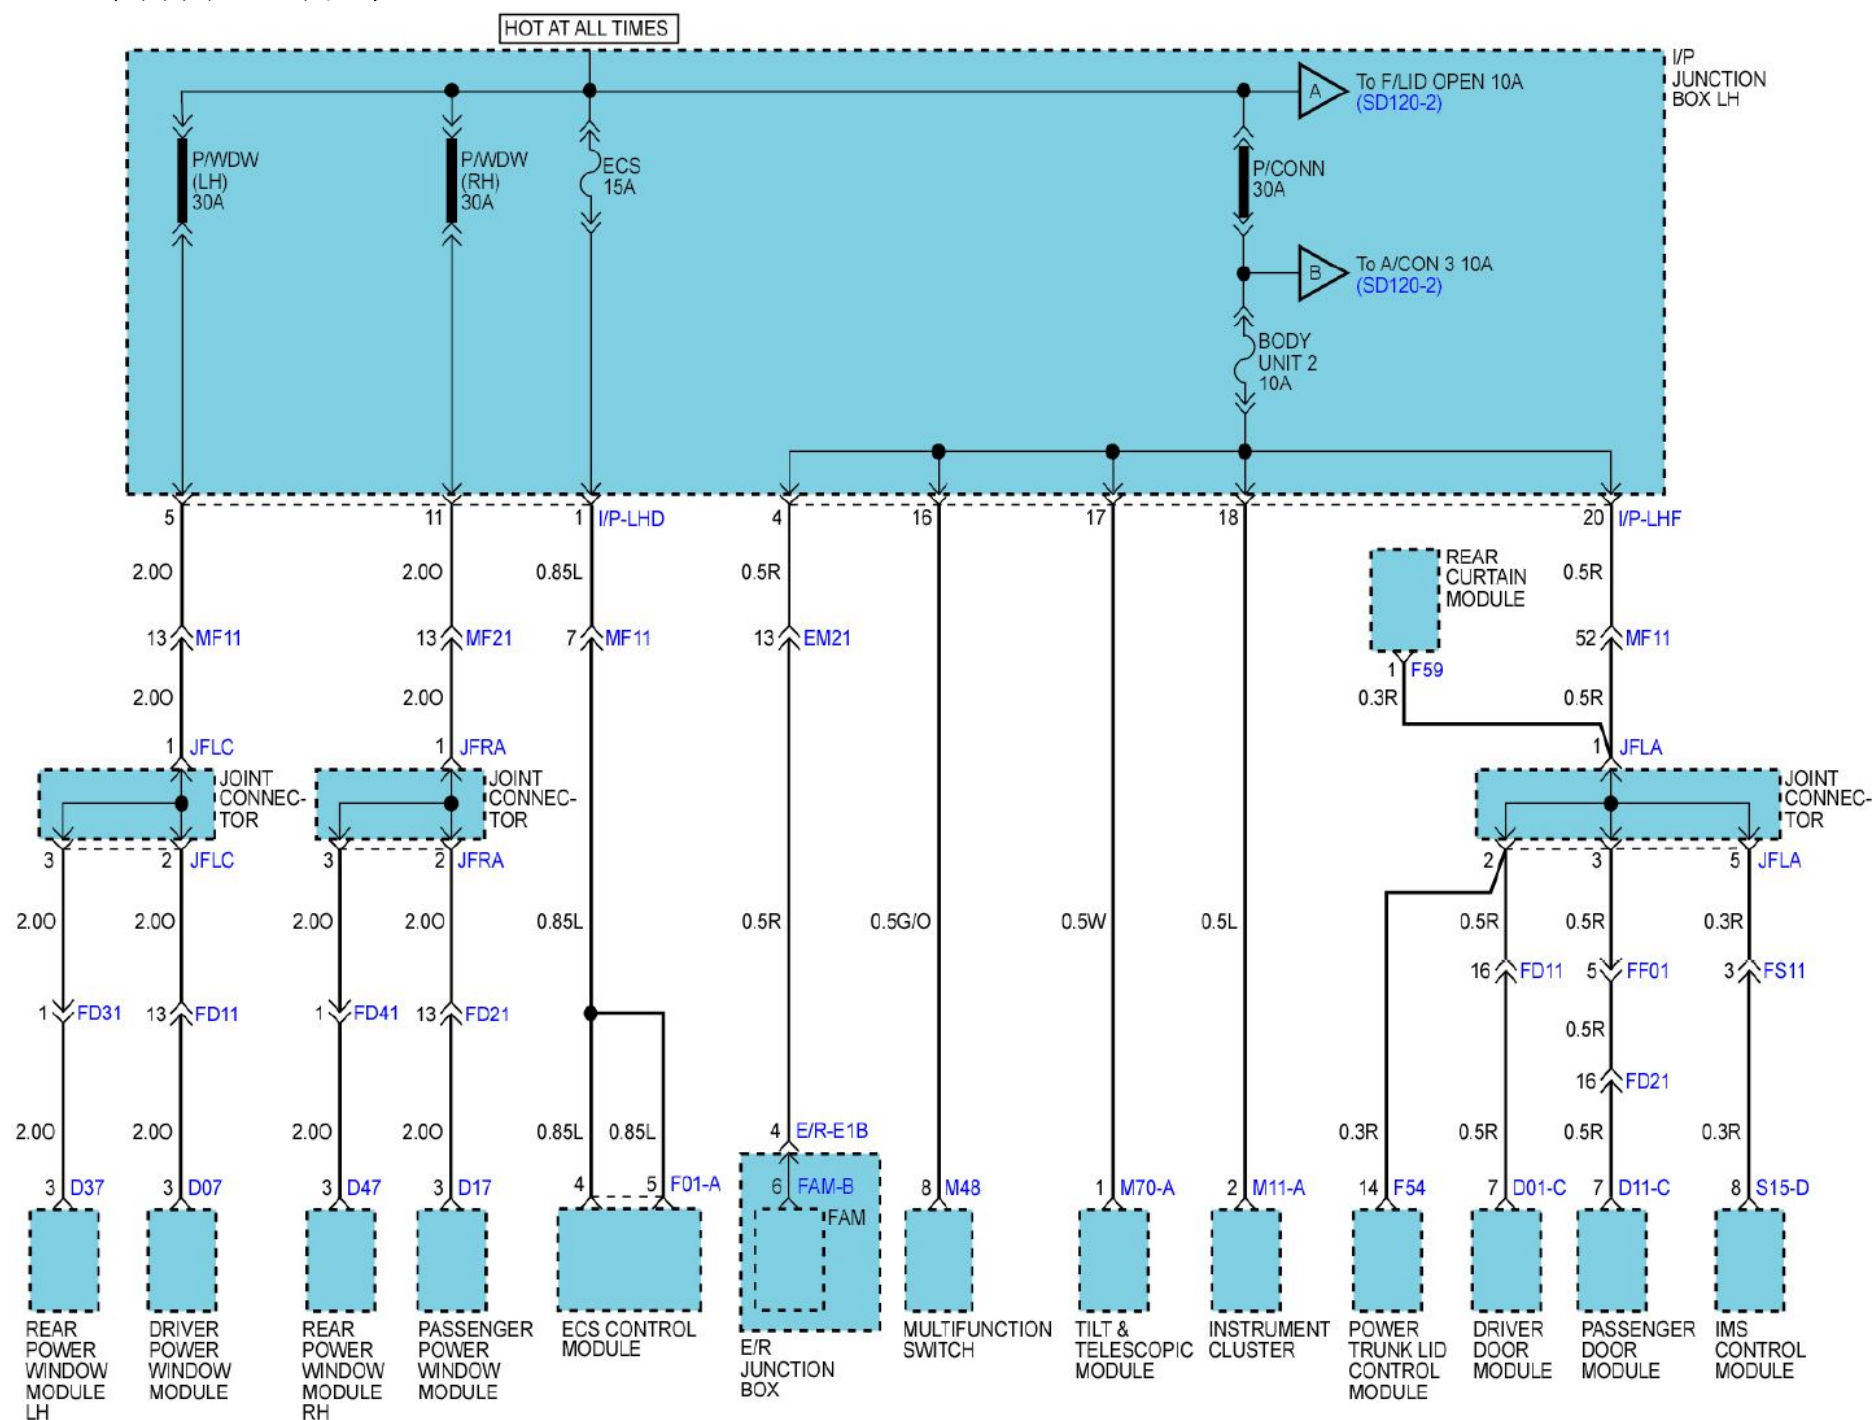 HOT AT ALL TIMES
I/P
JUNCTION
BOX LH
To F/LID OPEN 10A
(SD120-2)
A
P/WDW
(LH)
30A
P/WDW
(RH)
30A
ECS
15A
P/CONN
30A
B
To A/CON 3 10A
(SD120-2)
BODY
UNIT 2
10A
5 11 1 I/P-LHD 4 16 17 18 20 I/P-LHF
REAR
CURTAIN
MODULE
2.0O 2.0O 0.85L 0.5R 0.5R
13 MF11 13 MF21 7 MF11 13 EM21 52 MF11
1 F59
2.0O 2.0O 0.3R 0.5R
1 JFLC 1 JFRA 1 JFLA
JOINT
CONNEC-
TOR
JOINT
CONNEC-
TOR
JOINT
CONNEC-
TOR
3 2 JFLC 3 2 JFRA 2 3 5 JFLA
2.0O 2.0O 2.0O 2.0O 0.85L 0.5R 0.5G/O 0.5W 0.5L 0.5R 0.5R 0.3R
16 FD11 5 FF01 3 FS11
1 FD31 13 FD11 1 FD41 13 FD21
0.5R
16 FD21
2.0O 2.0O 2.0O 2.0O 0.85L 0.85L 4 E/R-E1B 0.3R 0.5R 0.5R 0.3R
3 D37 3 D07 3 D47 3 D17 4 5 F01-A 6 FAM-B 8 M48 1 M70-A 2 M11-A 14 F54 7 D01-C 7 D11-C 8 S15-D
FAM
REAR
POWER
WINDOW
MODULE
LH
DRIVER
POWER
WINDOW
MODULE
REAR
POWER
WINDOW
MODULE
RH
PASSENGER
POWER
WINDOW
MODULE
ECS CONTROL
MODULE
E/R
JUNCTION
BOX
MULTIFUNCTION
SWITCH
TILT &
TELESCOPIC
MODULE
INSTRUMENT
CLUSTER
POWER
TRUNK LID
CONTROL
MODULE
DRIVER
DOOR
MODULE
PASSENGER
DOOR
MODULE
IMS
CONTROL
MODULE